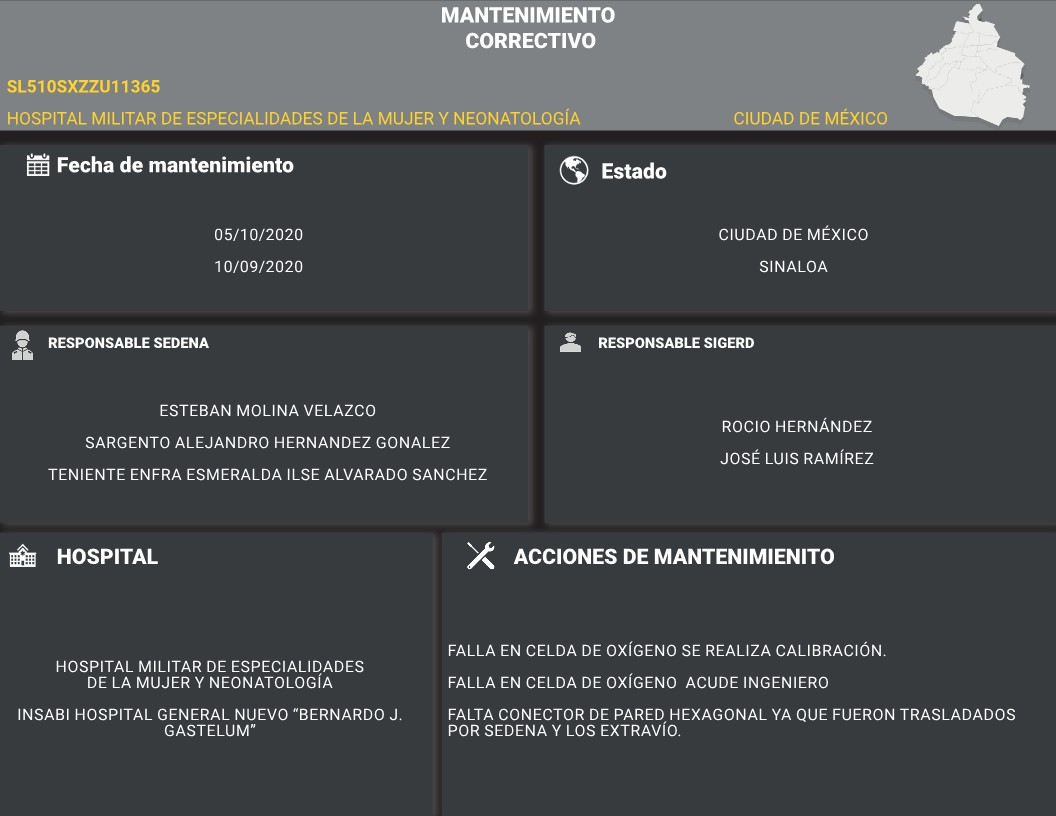 MANTENIMIENTO
CORRECTIVO
SL510SXZZU11365
HOSPITAL MILITAR DE ESPECIALIDADES DE LA MUJER Y NEONATOLOGÍA
CIUDAD DE MÉXICO
Fecha de mantenimiento
05/10/2020
10/09/2020
Estado
CIUDAD DE MÉXICO
SINALOA
RESPONSABLE SEDENA
ESTEBAN MOLINA VELAZCO
SARGENTO ALEJANDRO HERNANDEZ GONALEZ
TENIENTE ENFRA ESMERALDA ILSE ALVARADO SANCHEZ
RESPONSABLE SIGERD
ROCIO HERNÁNDEZ
JOSÉ LUIS RAMÍREZ
HOSPITAL
HOSPITAL MILITAR DE ESPECIALIDADES
DE LA MUJER Y NEONATOLOGÍA
INSABI HOSPITAL GENERAL NUEVO “BERNARDO J.
GASTELUM”
ACCIONES DE MANTENIMIENITO
FALLA EN CELDA DE OXÍGENO SE REALIZA CALIBRACIÓN.
FALLA EN CELDA DE OXÍGENO  ACUDE INGENIERO
FALTA CONECTOR DE PARED HEXAGONAL YA QUE FUERON TRASLADADOS
POR SEDENA Y LOS EXTRAVÍO.